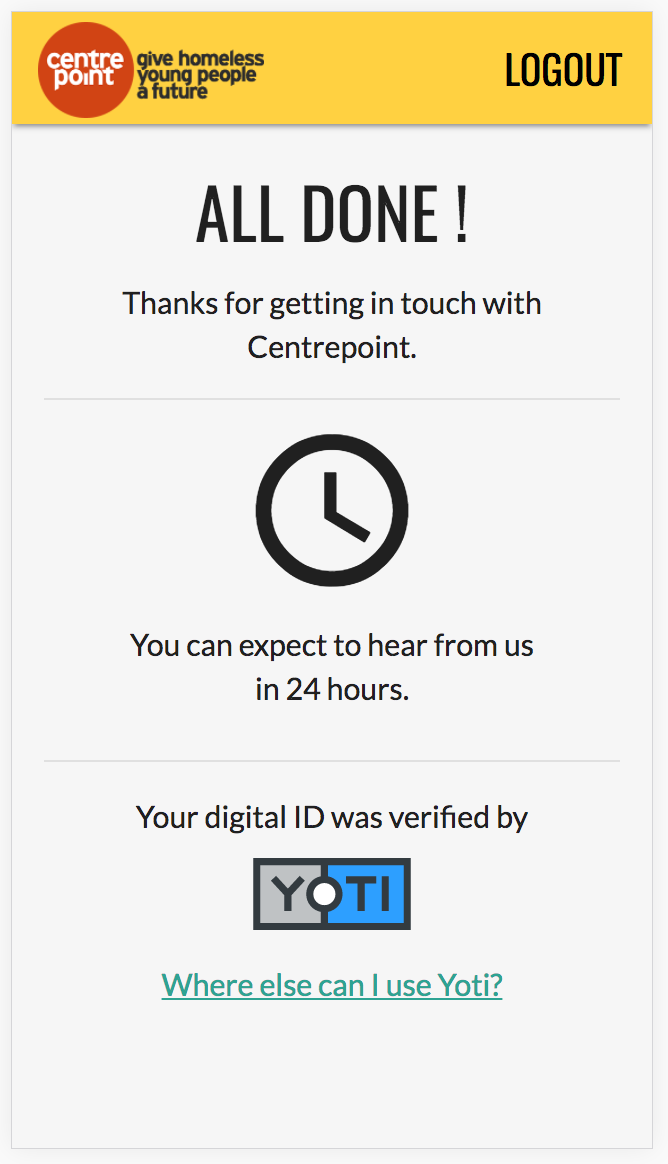 centre
point
give homeless
young people
a future
LOGOUT
ALL DONE !
Thanks for getting in touch with
Centrepoint.
You can expect to hear from us
in 24 hours.
Your digital ID was verified by
YOTI
Where else can I use Yoti?